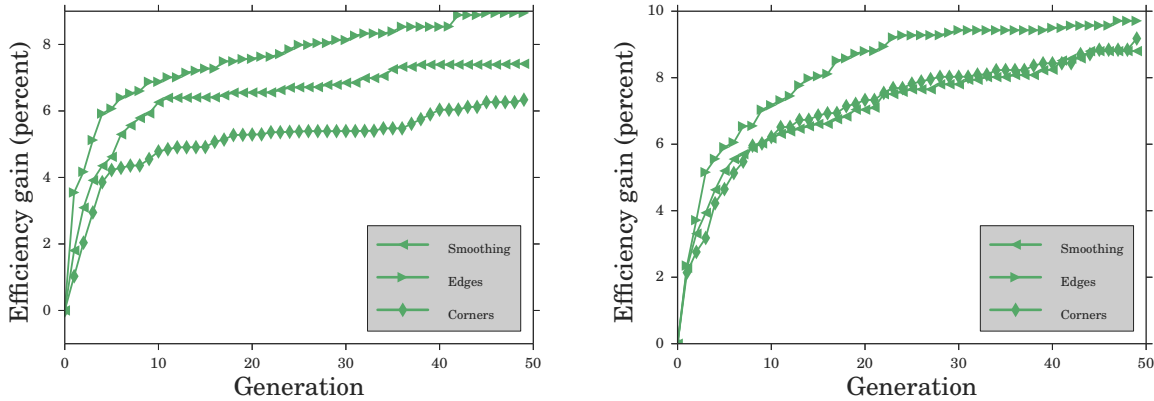 Efficiency gain (percent)
8
6
4
2
0
Smoothing
Edges
Corners
0 10 20 30 40 50
Generation
Efficiency gain (percent)
10
8
6
4
2
0
Smoothing
Edges
Corners
0 10 20 30 40 50
Generation